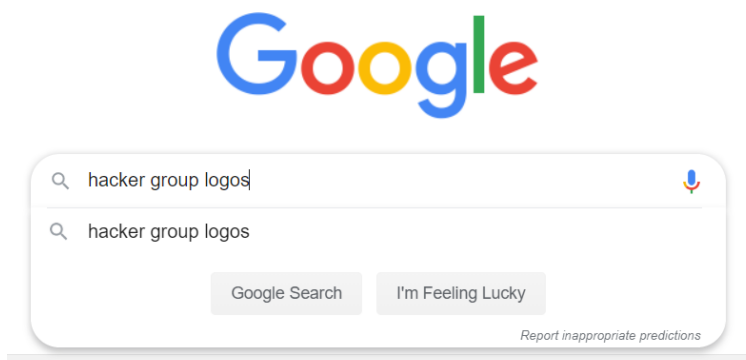 Google
hacker group logos
hacker group logos
Google Search I'm Feeling Lucky
Report inappropriate predictions